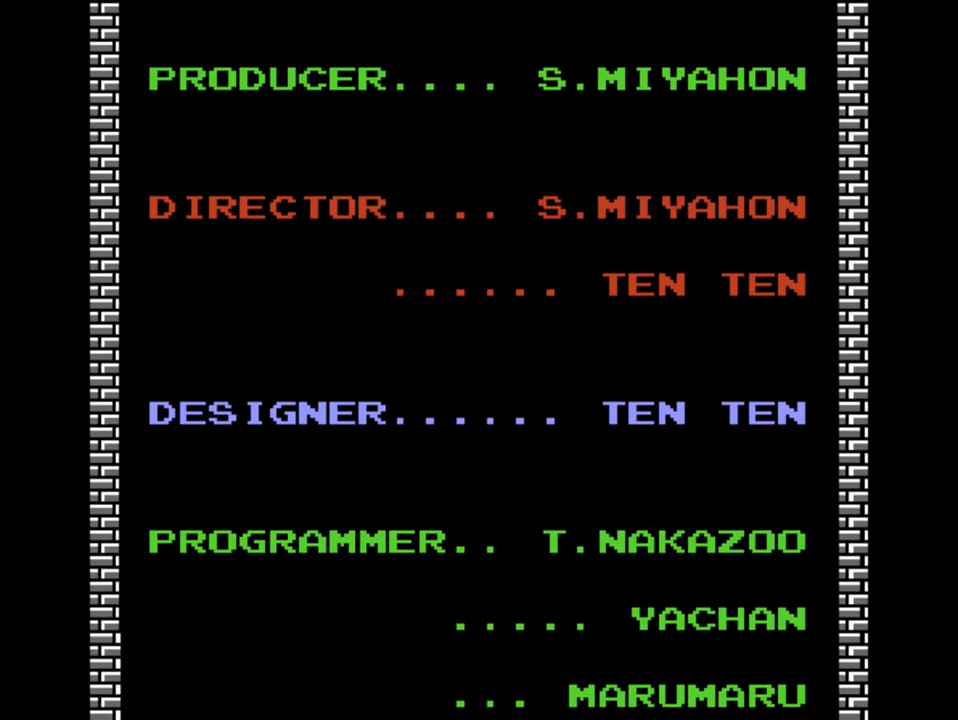 PRODUCER.... S.MIYAHON
DIRECTOR.... S.MIYAHON
...... TEN TEN
DESIGNER...... TEN TEN
PROGRAMMER.. T.NAKAZOO
..... YACHAN
... MARUMARU